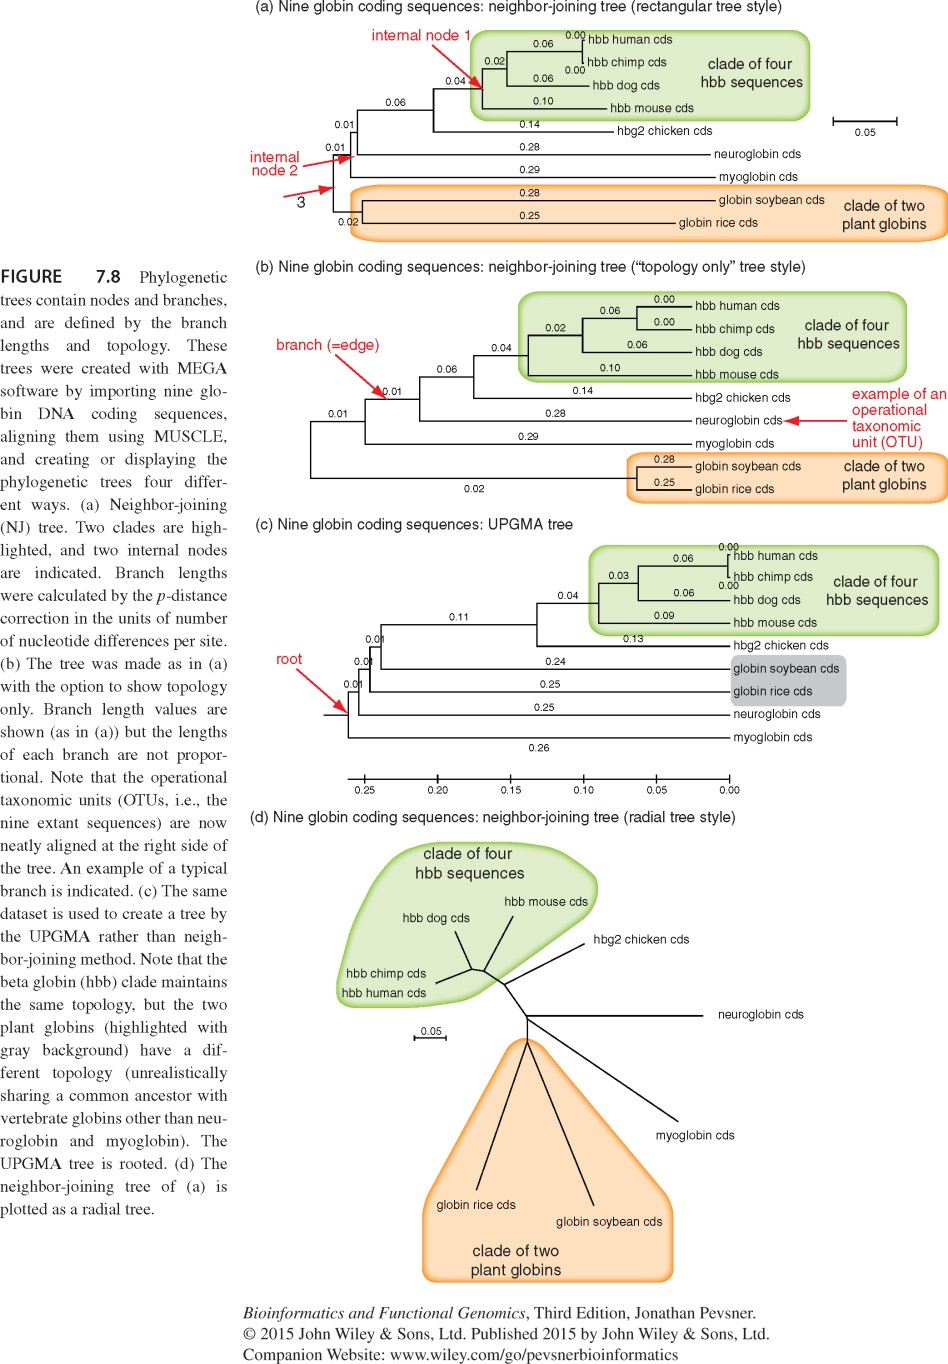 (a) Nine globin coding sequences: neighbor-joining tree (rectangular tree style)
internal node 1
0.00
hbb human cds
0.06
hbb chimp cds
0.02
0.00
clade of four
hbb sequences
0.04
0.06
hbb dog cds
0.10
hbb mouse cds
0.06
0.14
hbg2 chicken cds
0.05
0.01
0.28
neuroglobin cds
0.01
internal
node 2
0.29
myoglobin cds
3
0.28
globin soybean cds
clade of two
plant globins
0.02
0.25
globin rice cds
(b) Nine globin coding sequences: neighbor-joining tree (“topology only” tree style)
0.00
hbb human cds
0.06
0.00
hbb chimp cds
0.02
clade of four
hbb sequences
branch (=edge)
0.04
0.06
hbb dog cds
0.10
hbb mouse cds
0.06
0.14
hbg2 chicken cds
0.01
0.28
neuroglobin cds
example of an
operational
taxonomic
unit (OTU)
0.01
0.29
myoglobin cds
0.28
globin soybean cds
clade of two
plant globins
0.02
0.25
globin rice cds
(c) Nine globin coding sequences: UPGMA tree
0.00
hbb human cds
0.06
hbb chimp cds
0.03
0.00
clade of four
hbb sequences
0.04
0.06
hbb dog cds
0.09
hbb mouse cds
0.11
0.13
hbg2 chicken cds
0.01
0.24
globin soybean cds
root
0.01
0.25
globin rice cds
0.01
0.25
neuroglobin cds
0.26
myoglobin cds
0.25 0.20 0.15 0.10 0.05 0.00
(d) Nine globin coding sequences: neighbor-joining tree (radial tree style)
clade of four
hbb sequences
hbb mouse cds
hbb dog cds
hbg2 chicken cds
hbb chimp cds
hbb human cds
neuroglobin cds
0.05
myoglobin cds
globin rice cds
globin soybean cds
clade of two
plant globins
FIGURE 7.8 Phylogenetic
trees contain nodes and branches,
and are defined by the branch
lengths and topology. These
trees were created with MEGA
software by importing nine glo-
bin DNA coding sequences,
aligning them using MUSCLE,
and creating or displaying the
phylogenetic trees four differ-
ent ways. (a) Neighbor-joining
(NJ) tree. Two clades are high-
lighted, and two internal nodes
are indicated. Branch lengths
were calculated by the p-distance
correction in the units of number
of nucleotide differences per site.
(b) The tree was made as in (a)
with the option to show topology
only. Branch length values are
shown (as in (a)) but the lengths
of each branch are not propor-
tional. Note that the operational
taxonomic units (OTUs, i.e., the
nine extant sequences) are now
neatly aligned at the right side of
the tree. An example of a typical
branch is indicated. (c) The same
dataset is used to create a tree by
the UPGMA rather than neigh-
bor-joining method. Note that the
beta globin (hbb) clade maintains
the same topology, but the two
plant globins (highlighted with
gray background) have a dif-
ferent topology (unrealistically
sharing a common ancestor with
vertebrate globins other than neu-
roglobin and myoglobin). The
UPGMA tree is rooted. (d) The
neighbor-joining tree of (a) is
plotted as a radial tree.
Bioinformatics and Functional Genomics, Third Edition, Jonathan Pevsner.
© 2015 John Wiley & Sons, Ltd. Published 2015 by John Wiley & Sons, Ltd.
Companion Website: www.wiley.com/go/pevsnerbioinformatics